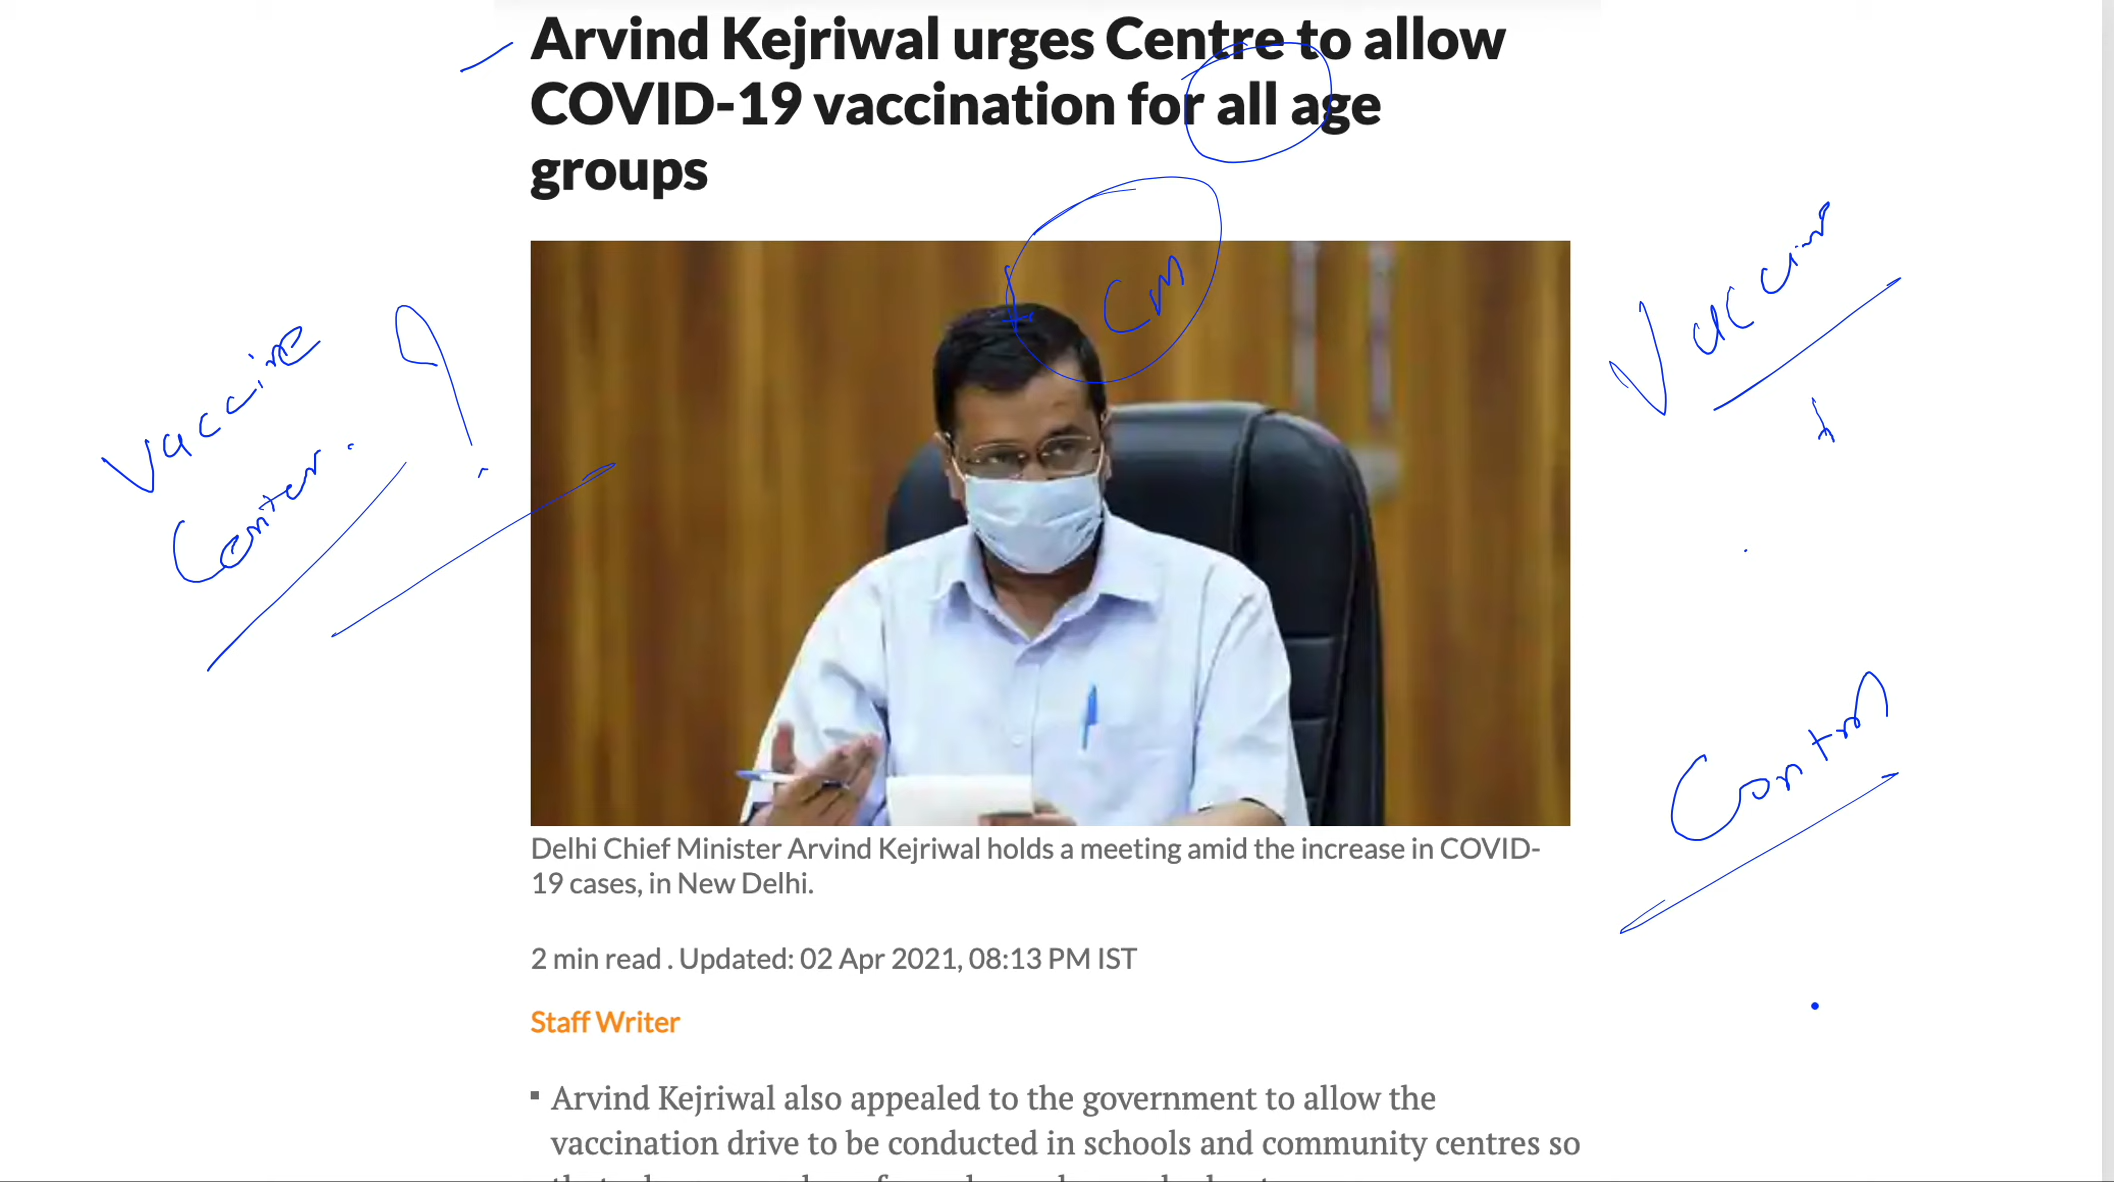 Arvind Kejriwal urges Centre to allow
COVID-19 vaccination for all age
groups
CM
Vaccine
Center.
Vaccine
Control
Delhi Chief Minister Arvind Kejriwal holds a meeting amid the increase in COVID-
19 cases, in New Delhi.
2 min read . Updated: 02 Apr 2021, 08:13 PM IST
Staff Writer
▪ Arvind Kejriwal also appealed to the government to allow the
vaccination drive to be conducted in schools and community centres so